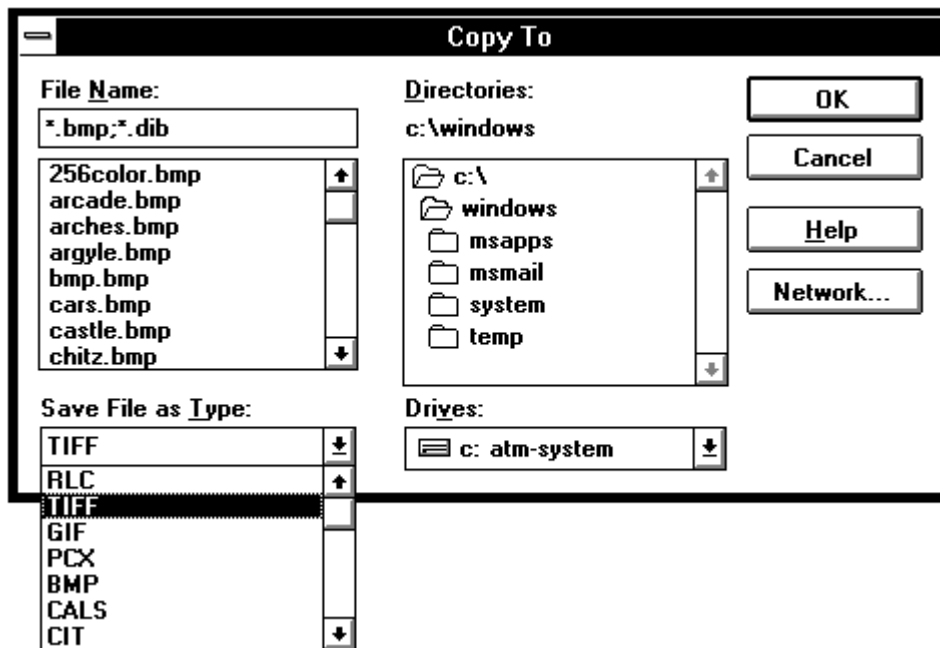 Copy To
File Name:
*.bmp;*.dib
256color.bmp
arcade.bmp
arches.bmp
argyle.bmp
bmp.bmp
cars.bmp
castle.bmp
chitz.bmp
Save File as Type:
TIFF
RLC
TIFF
GIF
PCX
BMP
CALS
CIT
Directories:
c:\windows
c:\
windows
msapps
msmail
system
temp
Drives:
c: atm-system
OK
Cancel
Help
Network...